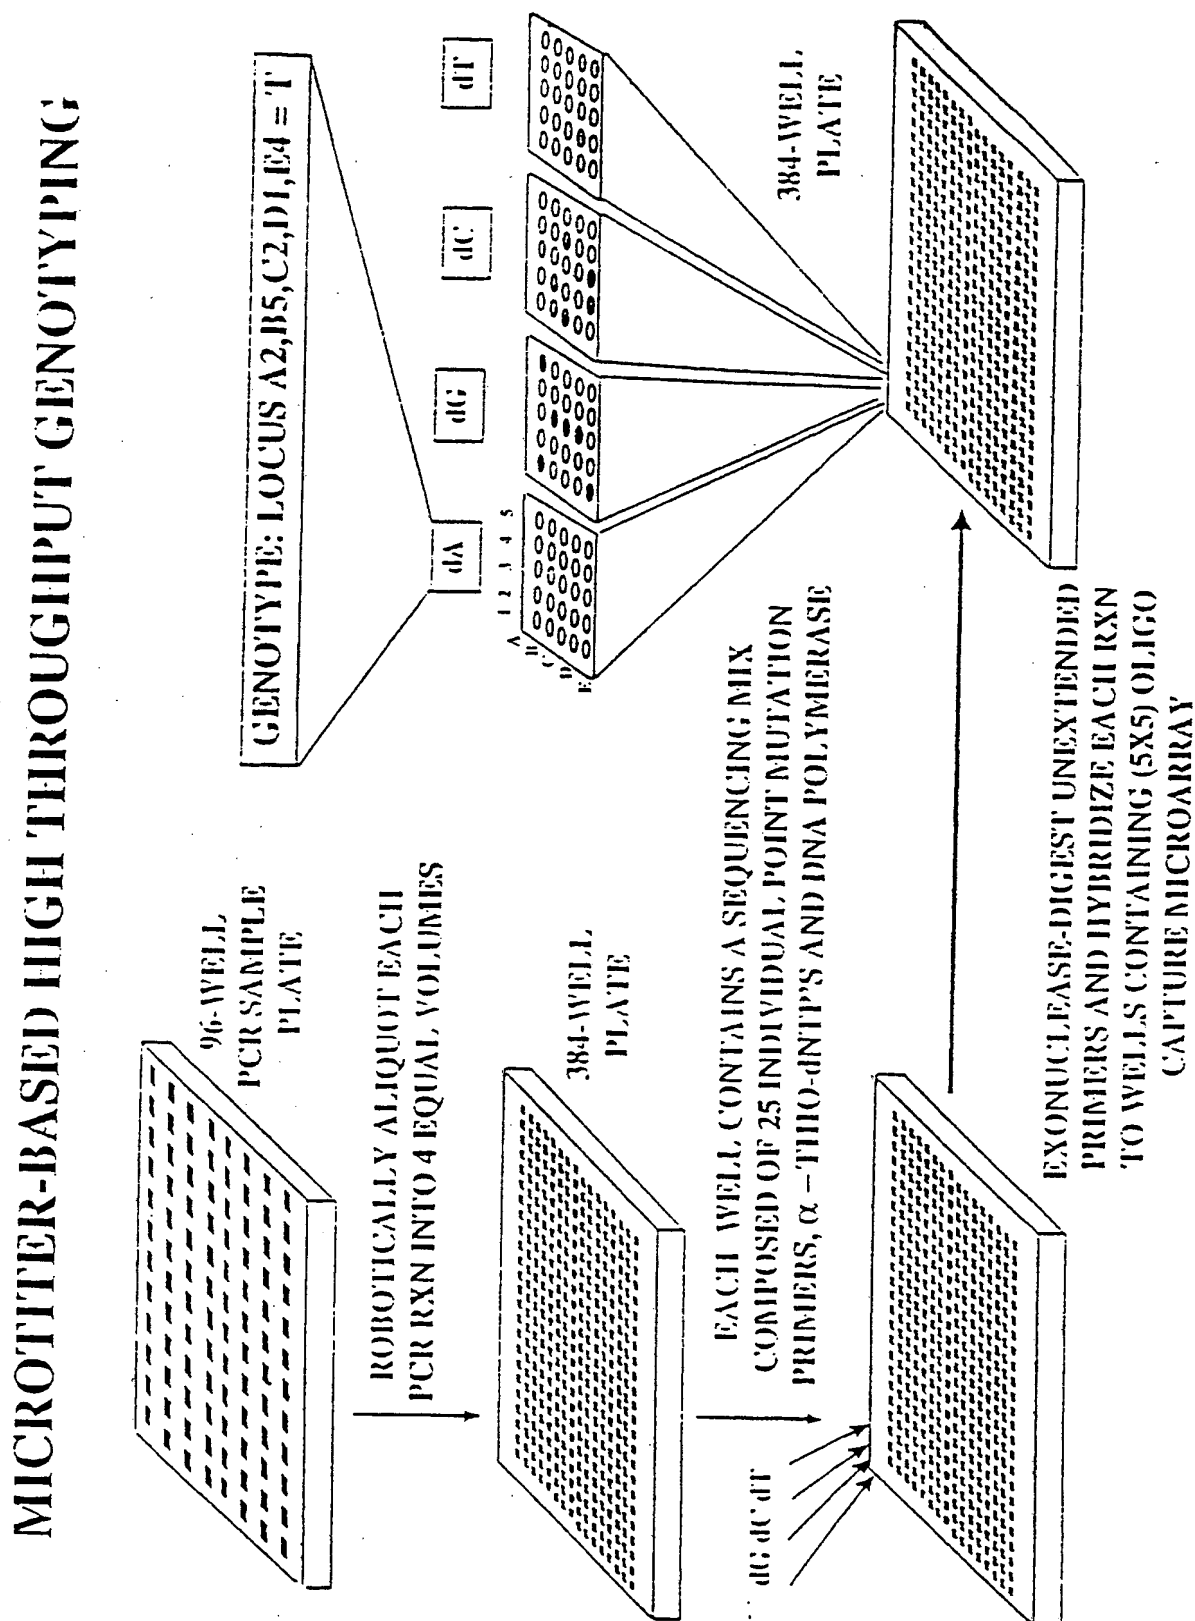 MICROTITER-BASED HIGH THROUGHPUT GENOTYPING
96-WELL
PCR SAMPLE
PLATE
ROBOTICALLY ALIQUOT EACH
PCR RXN INTO 4 EQUAL VOLUMES
384-WELL
PLATE
EACH WELL CONTAINS A SEQUENCING MIX
COMPOSED OF 25 INDIVIDUAL POINT MUTATION
PRIMERS, α – THIO-dNTP'S AND DNA POLYMERASE
dG dC dT
EXONUCLEASE-DIGEST UNEXTENDED
PRIMERS AND HYBRIDIZE EACH RXN
TO WELLS CONTAINING (5X5) OLIGO
CAPTURE MICROARRAY
GENOTYPE: LOCUS A2,B5,C2,D1,E4 = T
dA dG dC dT
1 2 3 4 5
A
B
C
D
E
384-WELL
PLATE